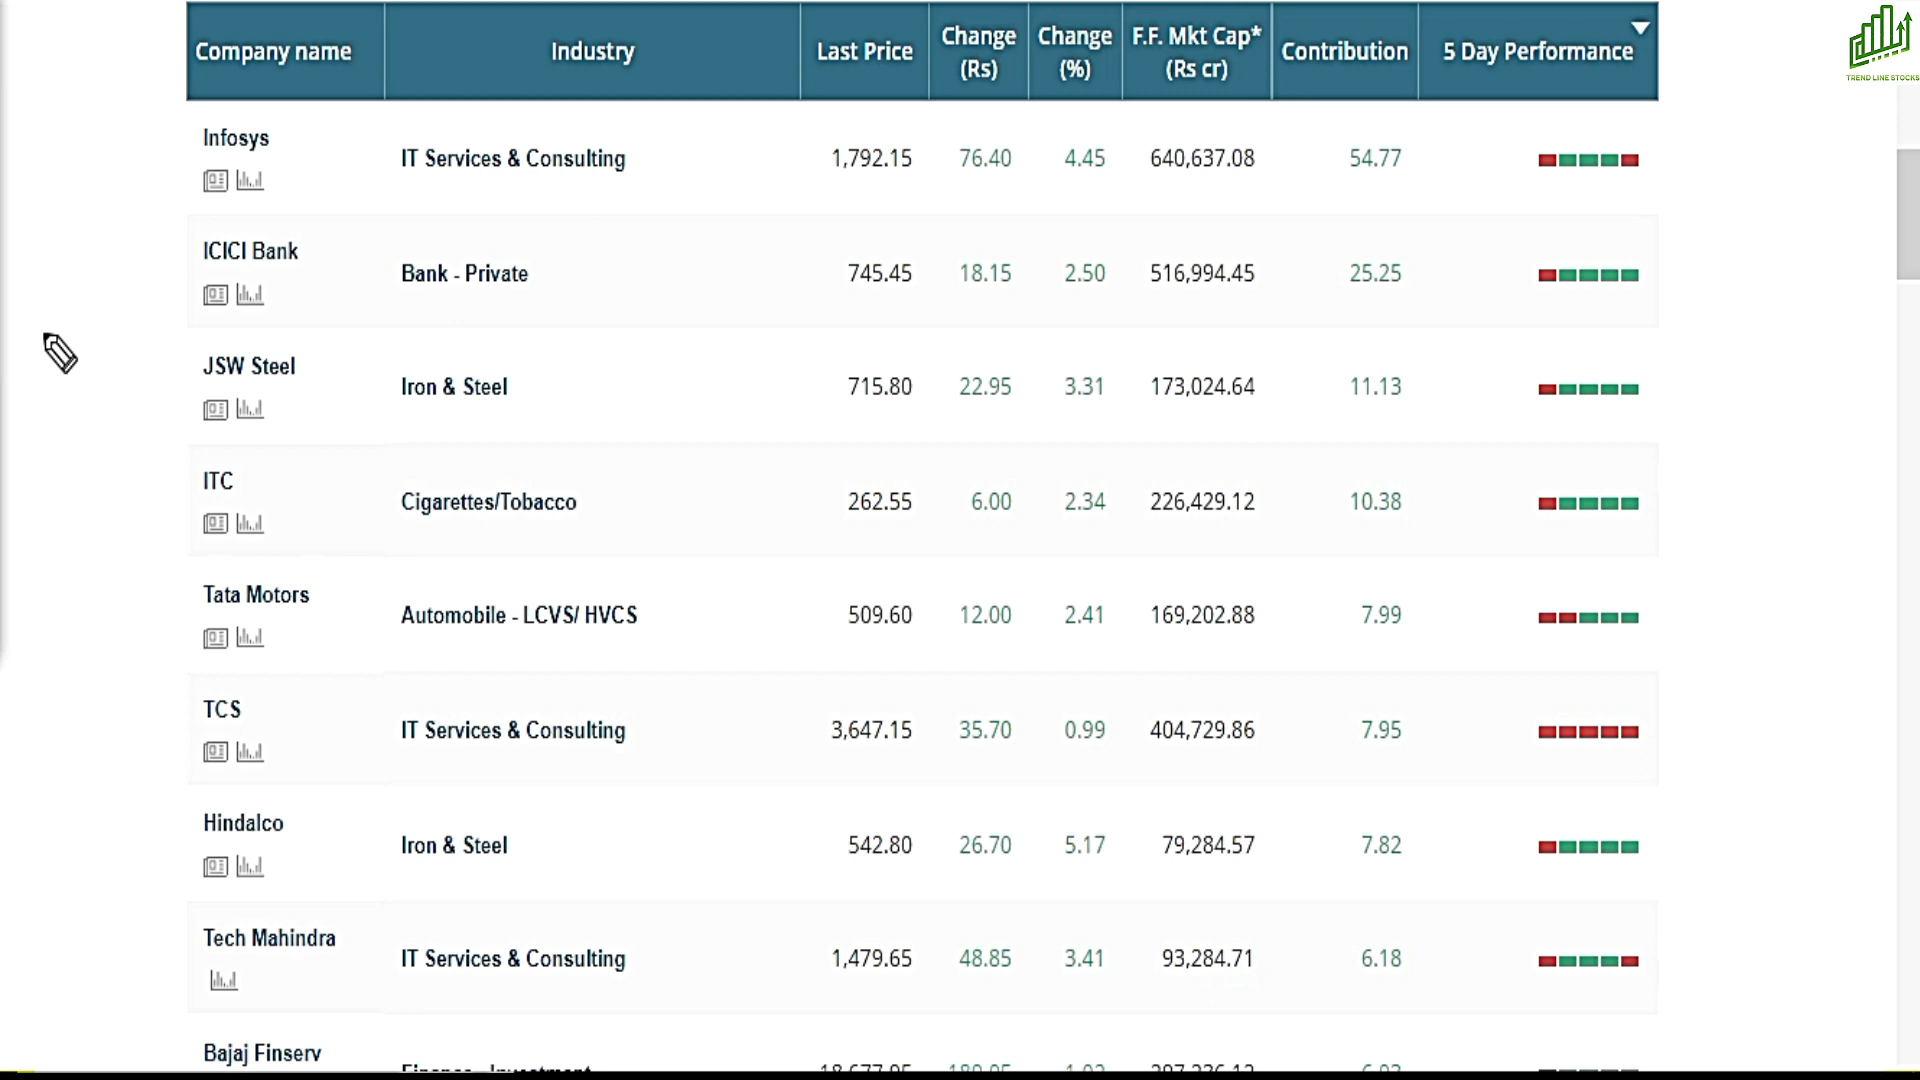 Company name Industry Last Price Change (Rs) Change (%) F.F. Mkt Cap* (Rs cr) Contribution 5 Day Performance
TREND LINE STOCKS
Infosys IT Services & Consulting 1,792.15 76.40 4.45 640,637.08 54.77
ICICI Bank Bank - Private 745.45 18.15 2.50 516,994.45 25.25
JSW Steel Iron & Steel 715.80 22.95 3.31 173,024.64 11.13
ITC Cigarettes/Tobacco 262.55 6.00 2.34 226,429.12 10.38
Tata Motors Automobile - LCVS/ HVCS 509.60 12.00 2.41 169,202.88 7.99
TCS IT Services & Consulting 3,647.15 35.70 0.99 404,729.86 7.95
Hindalco Iron & Steel 542.80 26.70 5.17 79,284.57 7.82
Tech Mahindra IT Services & Consulting 1,479.65 48.85 3.41 93,284.71 6.18
Bajaj Finserv